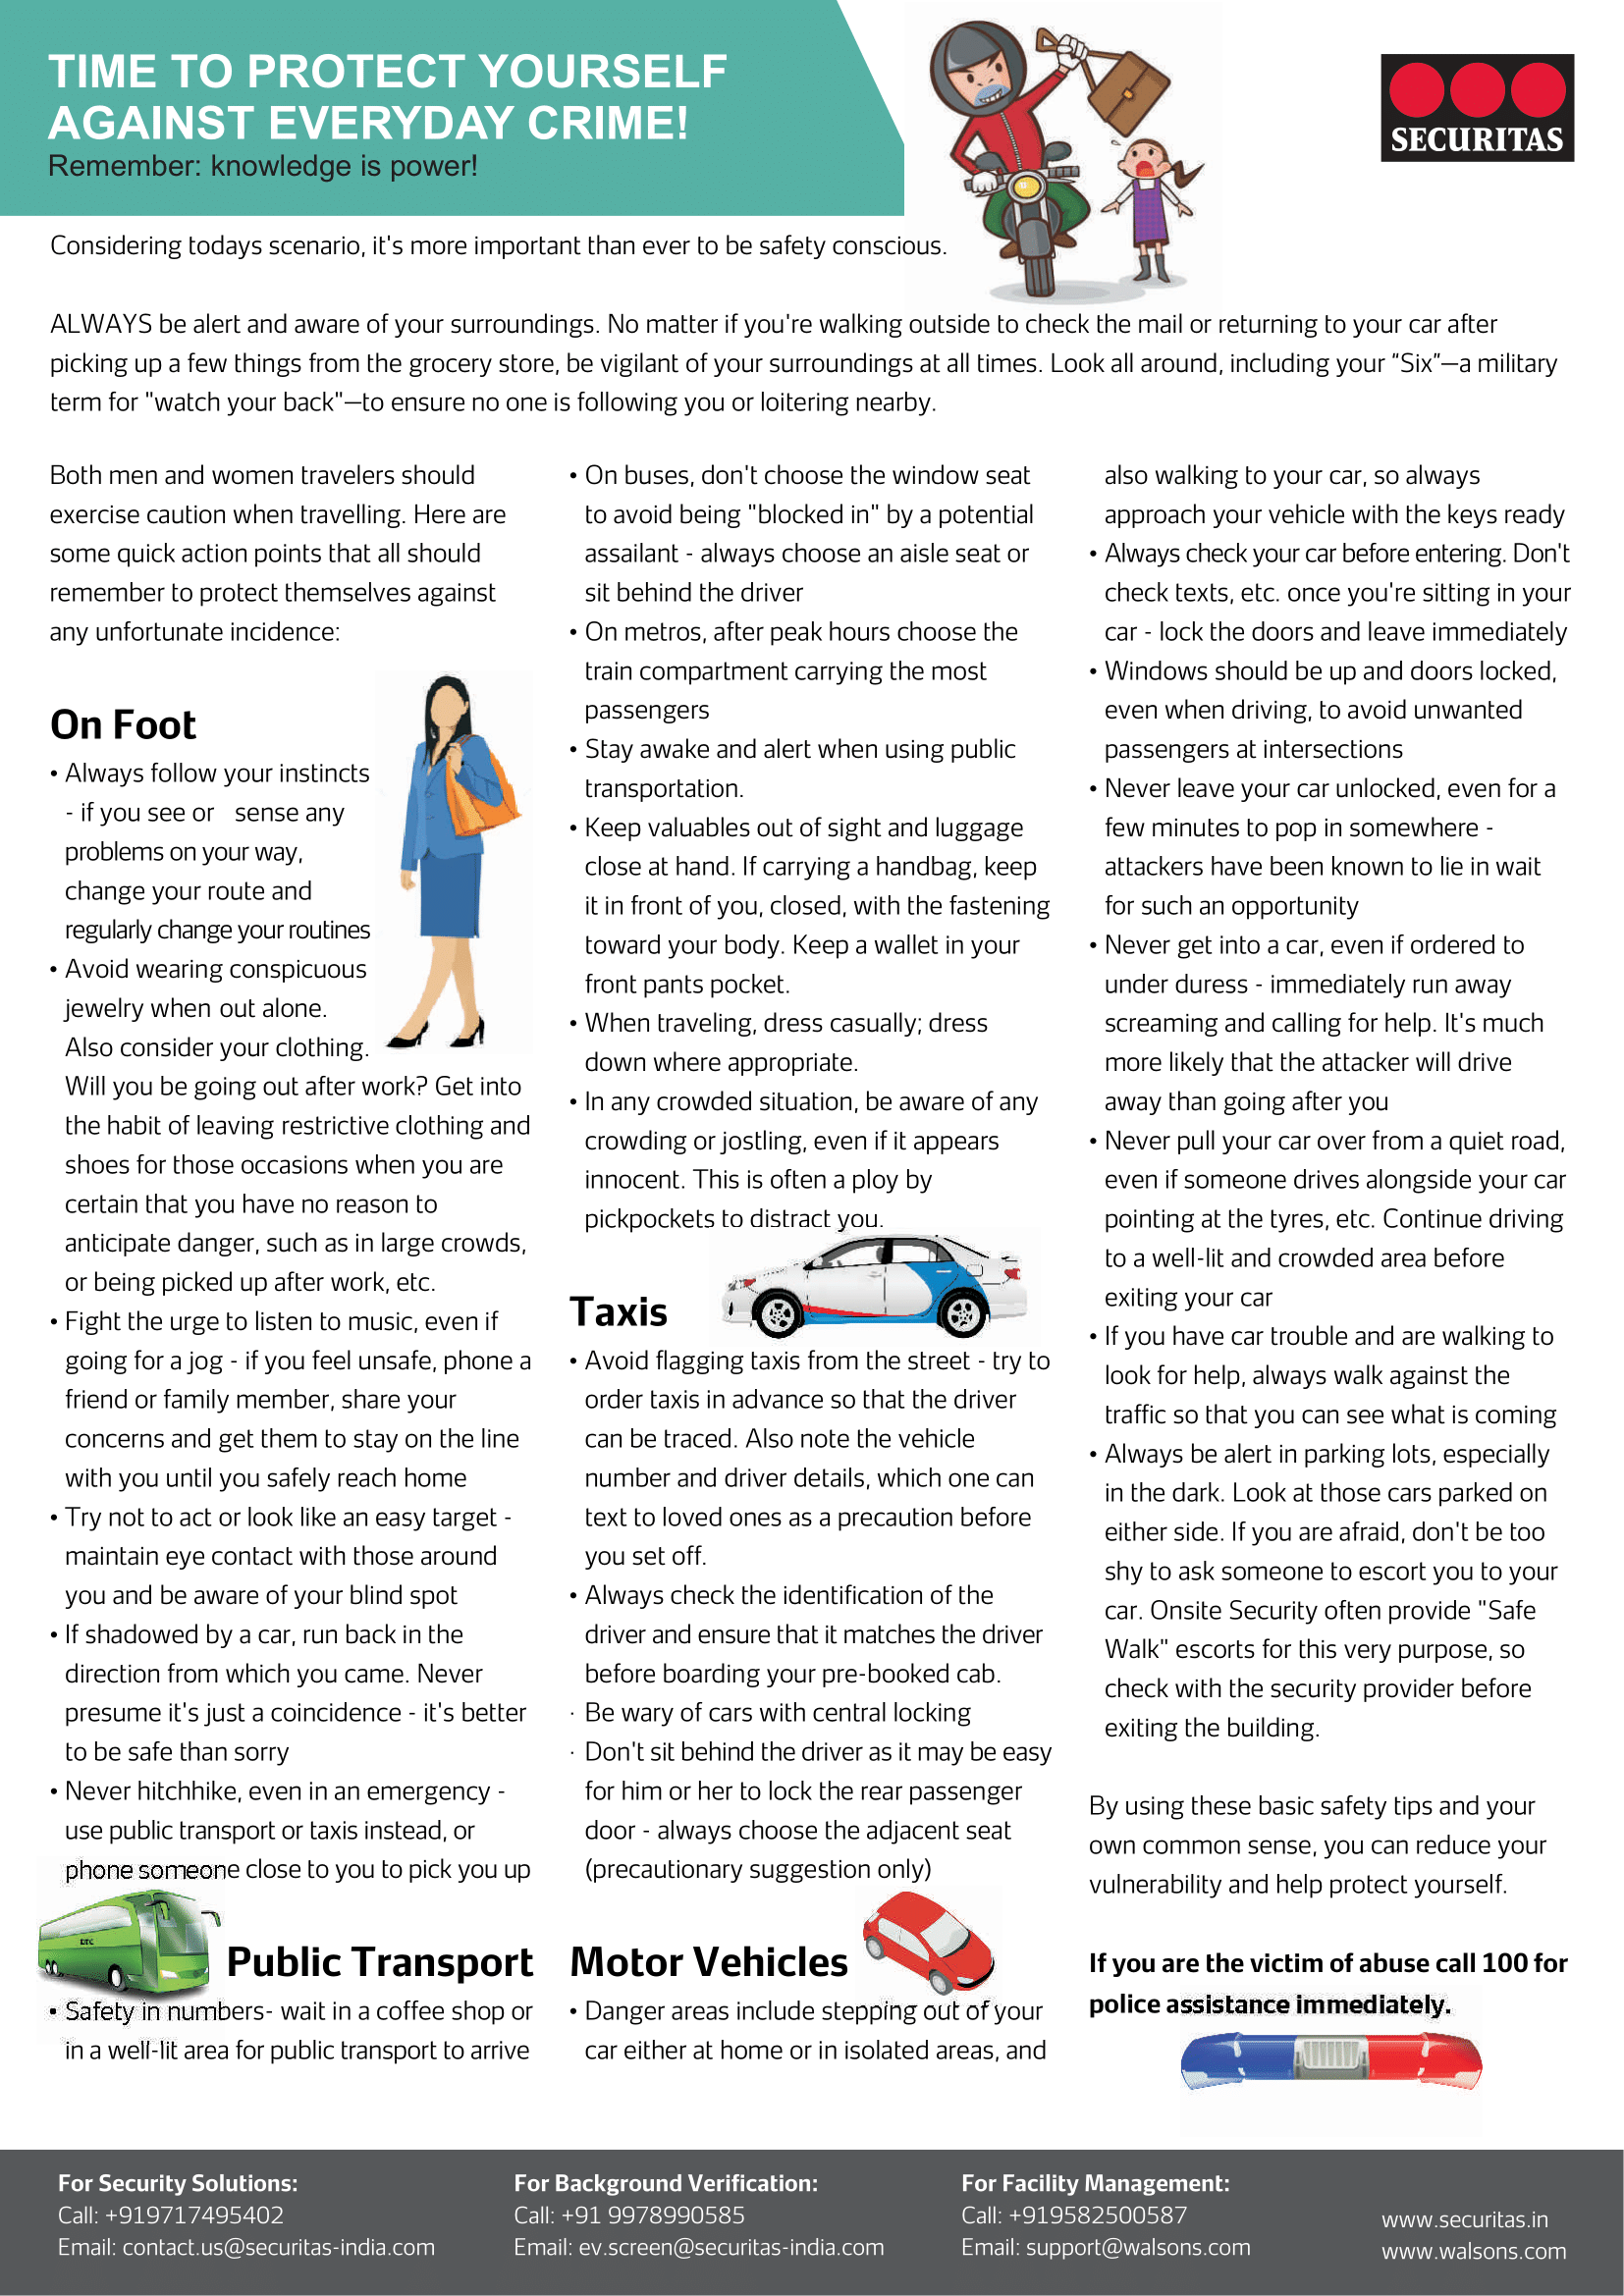 TIME TO PROTECT YOURSELF
AGAINST EVERYDAY CRIME!
Remember: knowledge is power!
SECURITAS
Considering todays scenario, it's more important than ever to be safety conscious.
ALWAYS be alert and aware of your surroundings. No matter if you're walking outside to check the mail or returning to your car after
picking up a few things from the grocery store, be vigilant of your surroundings at all times. Look all around, including your “Six”—a military
term for "watch your back"—to ensure no one is following you or loitering nearby.
Both men and women travelers should
exercise caution when travelling. Here are
some quick action points that all should
remember to protect themselves against
any unfortunate incidence:
On Foot
• Always follow your instincts
- if you see or sense any
problems on your way,
change your route and
regularly change your routines
• Avoid wearing conspicuous
jewelry when out alone.
Also consider your clothing.
Will you be going out after work? Get into
the habit of leaving restrictive clothing and
shoes for those occasions when you are
certain that you have no reason to
anticipate danger, such as in large crowds,
or being picked up after work, etc.
• Fight the urge to listen to music, even if
going for a jog - if you feel unsafe, phone a
friend or family member, share your
concerns and get them to stay on the line
with you until you safely reach home
• Try not to act or look like an easy target -
maintain eye contact with those around
you and be aware of your blind spot
• If shadowed by a car, run back in the
direction from which you came. Never
presume it's just a coincidence - it's better
to be safe than sorry
• Never hitchhike, even in an emergency -
use public transport or taxis instead, or
phone someone close to you to pick you up
DTC
Public Transport
• Safety in numbers- wait in a coffee shop or
in a well-lit area for public transport to arrive
• On buses, don't choose the window seat
to avoid being "blocked in" by a potential
assailant - always choose an aisle seat or
sit behind the driver
• On metros, after peak hours choose the
train compartment carrying the most
passengers
• Stay awake and alert when using public
transportation.
• Keep valuables out of sight and luggage
close at hand. If carrying a handbag, keep
it in front of you, closed, with the fastening
toward your body. Keep a wallet in your
front pants pocket.
• When traveling, dress casually; dress
down where appropriate.
• In any crowded situation, be aware of any
crowding or jostling, even if it appears
innocent. This is often a ploy by
pickpockets to distract you.
Taxis
• Avoid flagging taxis from the street - try to
order taxis in advance so that the driver
can be traced. Also note the vehicle
number and driver details, which one can
text to loved ones as a precaution before
you set off.
• Always check the identification of the
driver and ensure that it matches the driver
before boarding your pre-booked cab.
· Be wary of cars with central locking
· Don't sit behind the driver as it may be easy
for him or her to lock the rear passenger
door - always choose the adjacent seat
(precautionary suggestion only)
Motor Vehicles
• Danger areas include stepping out of your
car either at home or in isolated areas, and
also walking to your car, so always
approach your vehicle with the keys ready
• Always check your car before entering. Don't
check texts, etc. once you're sitting in your
car - lock the doors and leave immediately
• Windows should be up and doors locked,
even when driving, to avoid unwanted
passengers at intersections
• Never leave your car unlocked, even for a
few minutes to pop in somewhere -
attackers have been known to lie in wait
for such an opportunity
• Never get into a car, even if ordered to
under duress - immediately run away
screaming and calling for help. It's much
more likely that the attacker will drive
away than going after you
• Never pull your car over from a quiet road,
even if someone drives alongside your car
pointing at the tyres, etc. Continue driving
to a well-lit and crowded area before
exiting your car
• If you have car trouble and are walking to
look for help, always walk against the
traffic so that you can see what is coming
• Always be alert in parking lots, especially
in the dark. Look at those cars parked on
either side. If you are afraid, don't be too
shy to ask someone to escort you to your
car. Onsite Security often provide "Safe
Walk" escorts for this very purpose, so
check with the security provider before
exiting the building.
By using these basic safety tips and your
own common sense, you can reduce your
vulnerability and help protect yourself.
If you are the victim of abuse call 100 for
police assistance immediately.
For Security Solutions:
Call: +919717495402
Email: contact.us@securitas-india.com
For Background Verification:
Call: +91 9978990585
Email: ev.screen@securitas-india.com
For Facility Management:
Call: +919582500587
Email: support@walsons.com
www.securitas.in
www.walsons.com